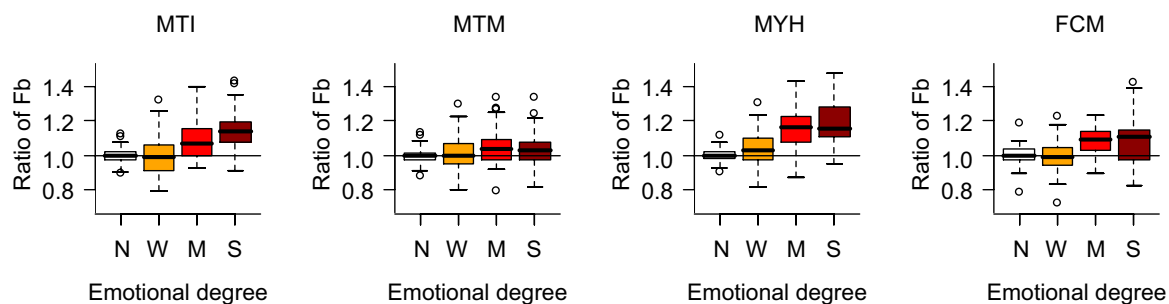 MTI
Ratio of Fb
1.4
1.2
1.0
0.8
N W M S
Emotional degree
MTM
Ratio of Fb
1.4
1.2
1.0
0.8
N W M S
Emotional degree
MYH
Ratio of Fb
1.4
1.2
1.0
0.8
N W M S
Emotional degree
FCM
Ratio of Fb
1.4
1.2
1.0
0.8
N W M S
Emotional degree